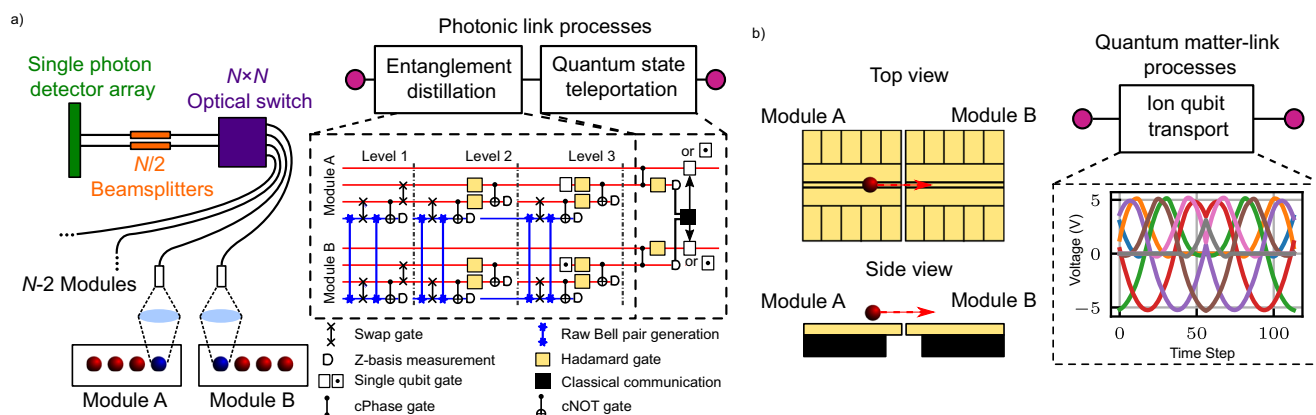 a)
Single photon
detector array
N×N
Optical switch
N/2
Beamsplitters
N-2 Modules
Module A
Module B
Photonic link processes
Entanglement
distillation
Quantum state
teleportation
Level 1
Level 2
Level 3
Module A
Module B
or
or
Swap gate
Z-basis measurement
Single qubit gate
cPhase gate
Raw Bell pair generation
Hadamard gate
Classical communication
cNOT gate
b)
Top view
Module A
Module B
Side view
Module A
Module B
Quantum matter-link
processes
Ion qubit
transport
Voltage (V)
5
0
−5
0
50
100
Time Step